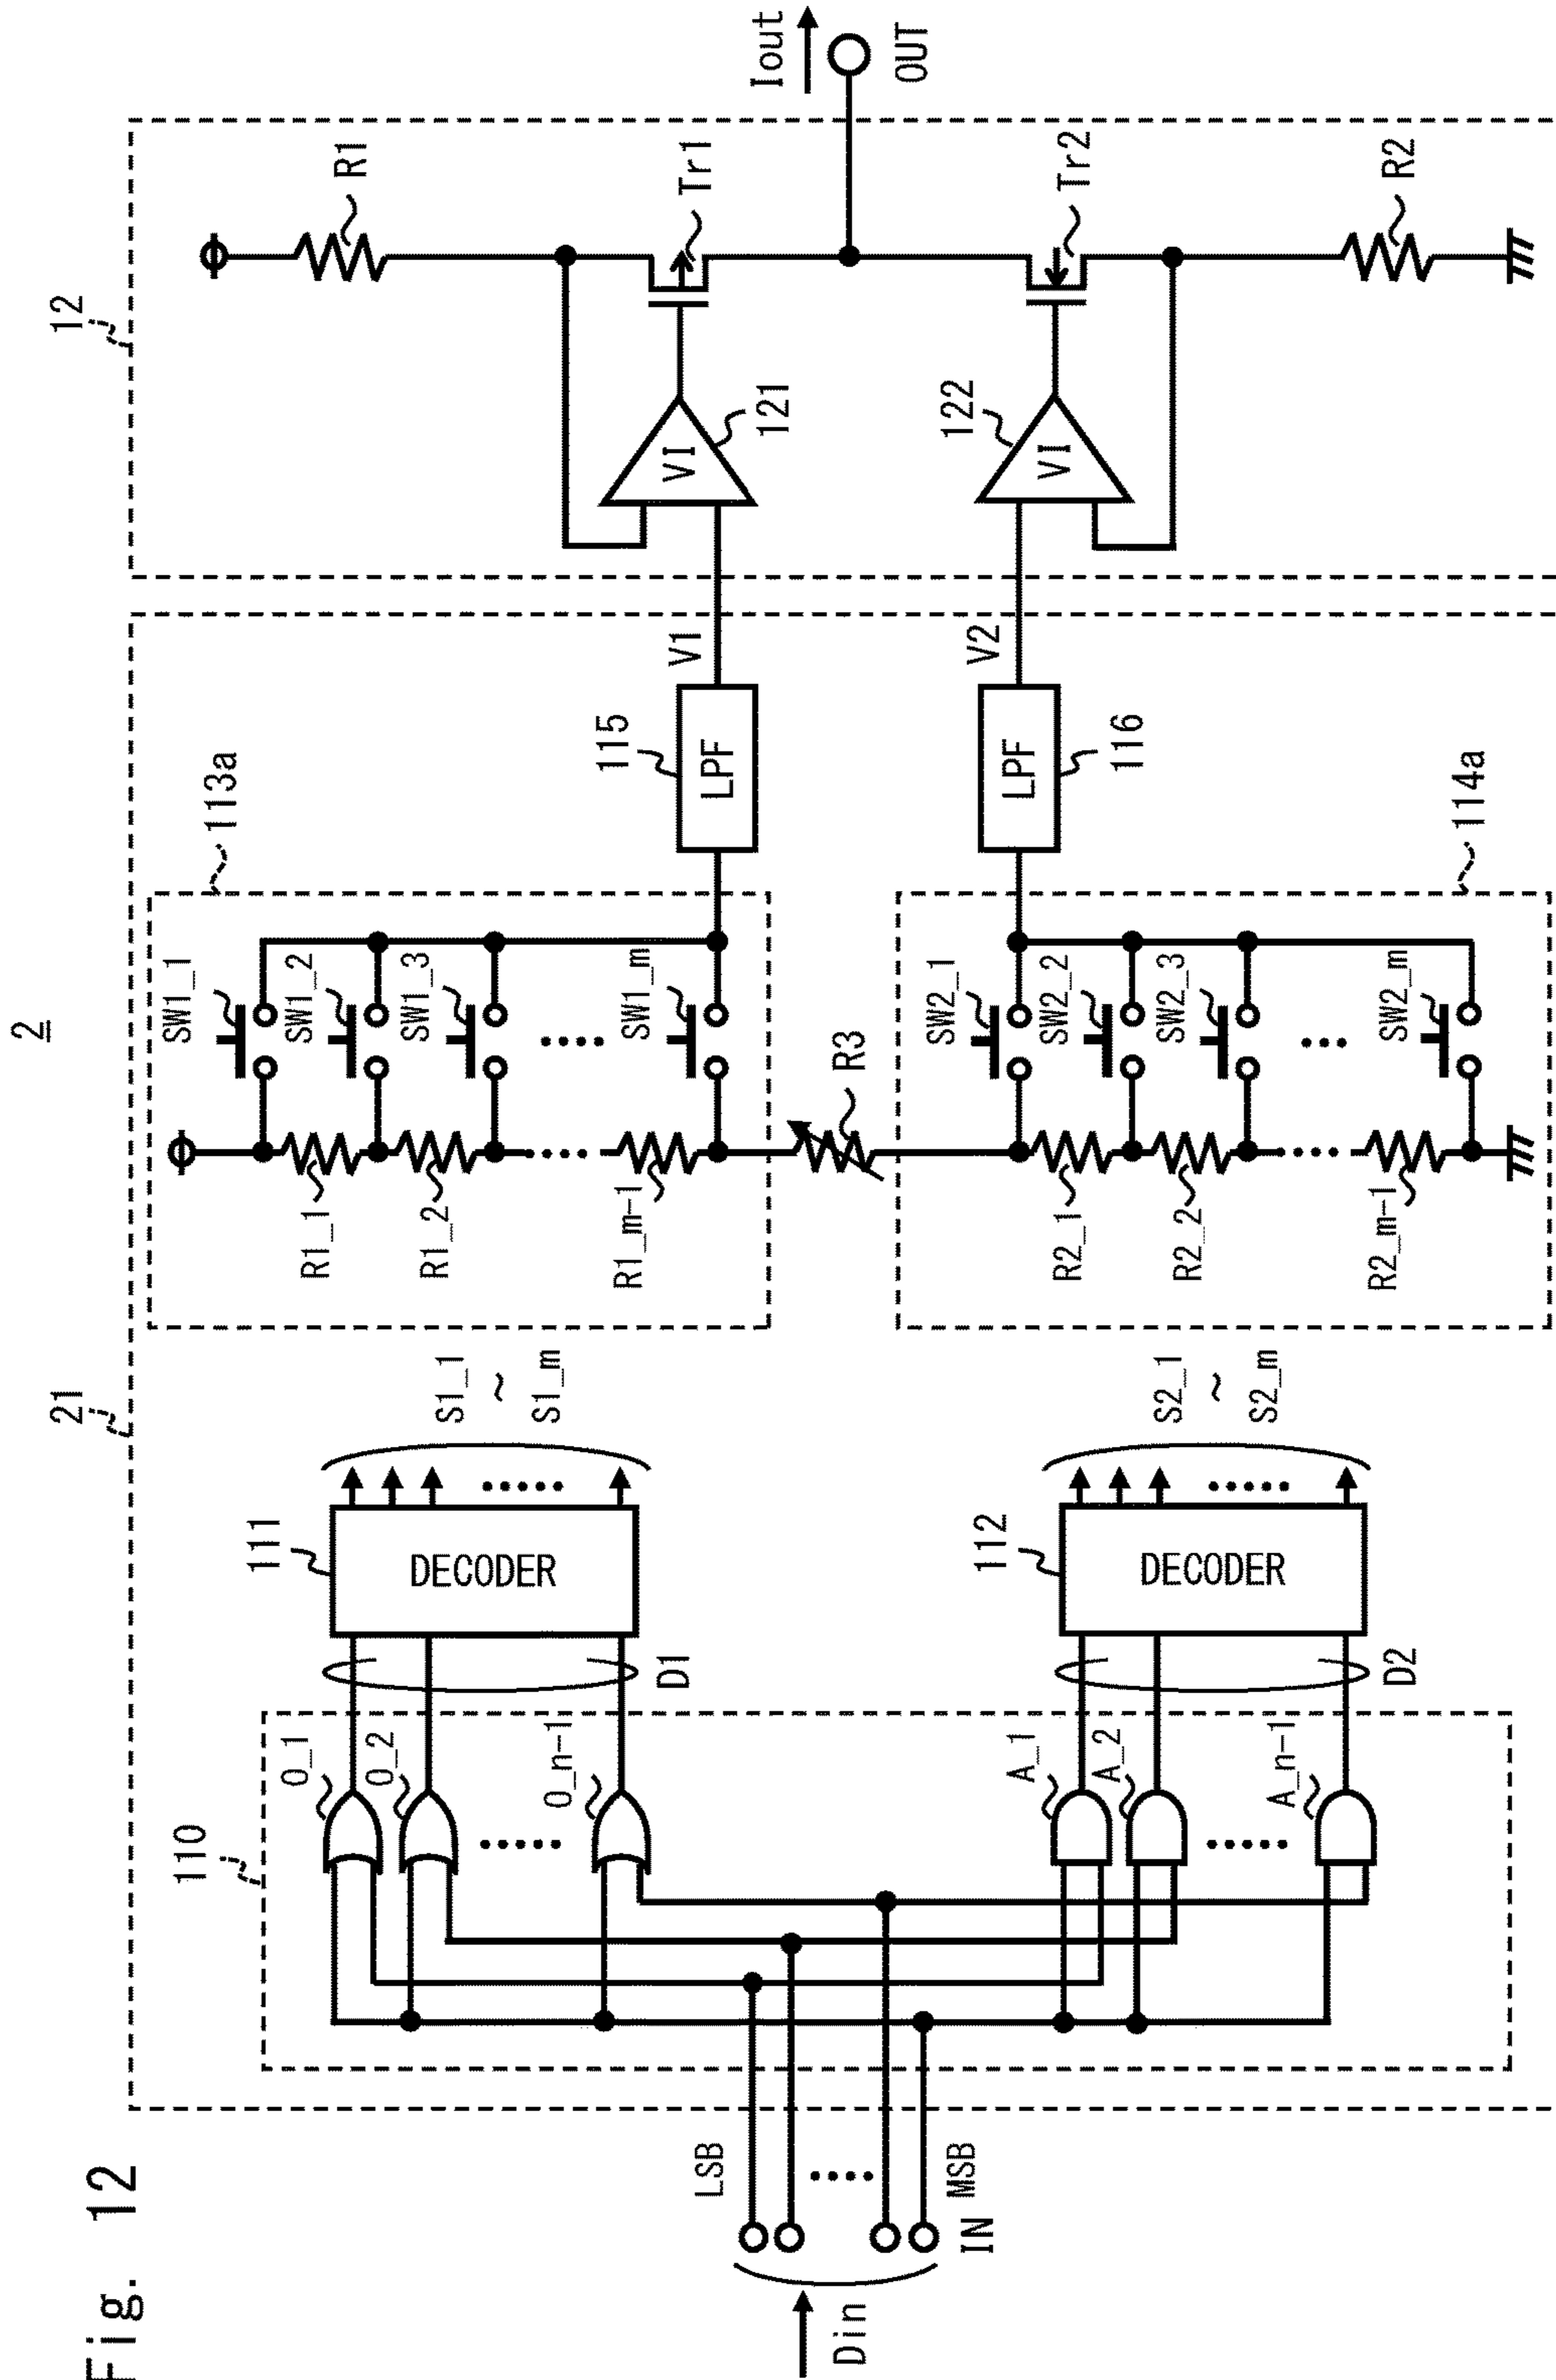 Fig. 12
2
21
12
110
111
112
113a
114a
115
116
121
122
Din
IN
LSB
MSB
O_1
O_2
O_n-1
A_1
A_2
A_n-1
D1
D2
DECODER
DECODER
S1_1
~
S1_m
S2_1
~
S2_m
SW1_1
SW1_2
SW1_3
SW1_m
R1_1
R1_2
R1_m-1
R3
SW2_1
SW2_2
SW2_3
SW2_m
R2_1
R2_2
R2_m-1
LPF
LPF
V1
V2
VI
VI
R1
Tr1
Tr2
R2
Iout
OUT